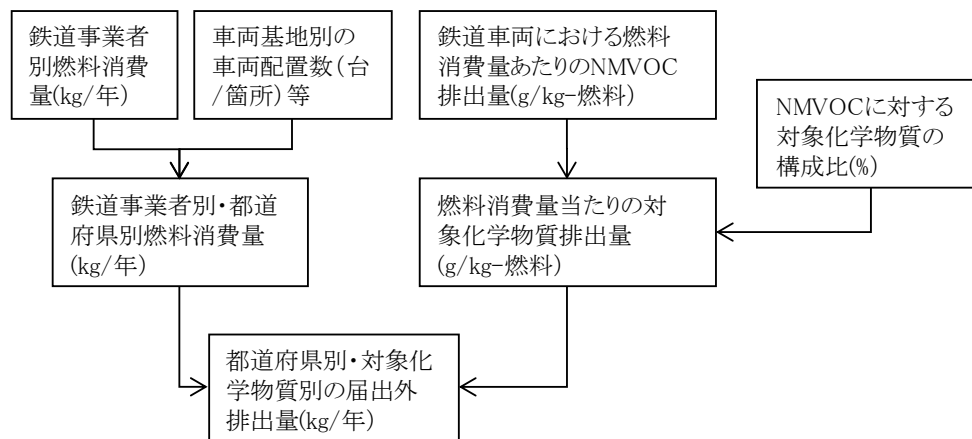 鉄道事業者
別燃料消費
量(kg/年)
車両基地別の
車両配置数(台
/箇所)等
鉄道車両における燃料
消費量あたりのNMVOC
排出量(g/kg-燃料)
NMVOCに対する
対象化学物質の
構成比(%)
鉄道事業者別・都道
府県別燃料消費量
(kg/年)
燃料消費量当たりの対
象化学物質排出量
(g/kg-燃料)
都道府県別・対象化
学物質別の届出外
排出量(kg/年)